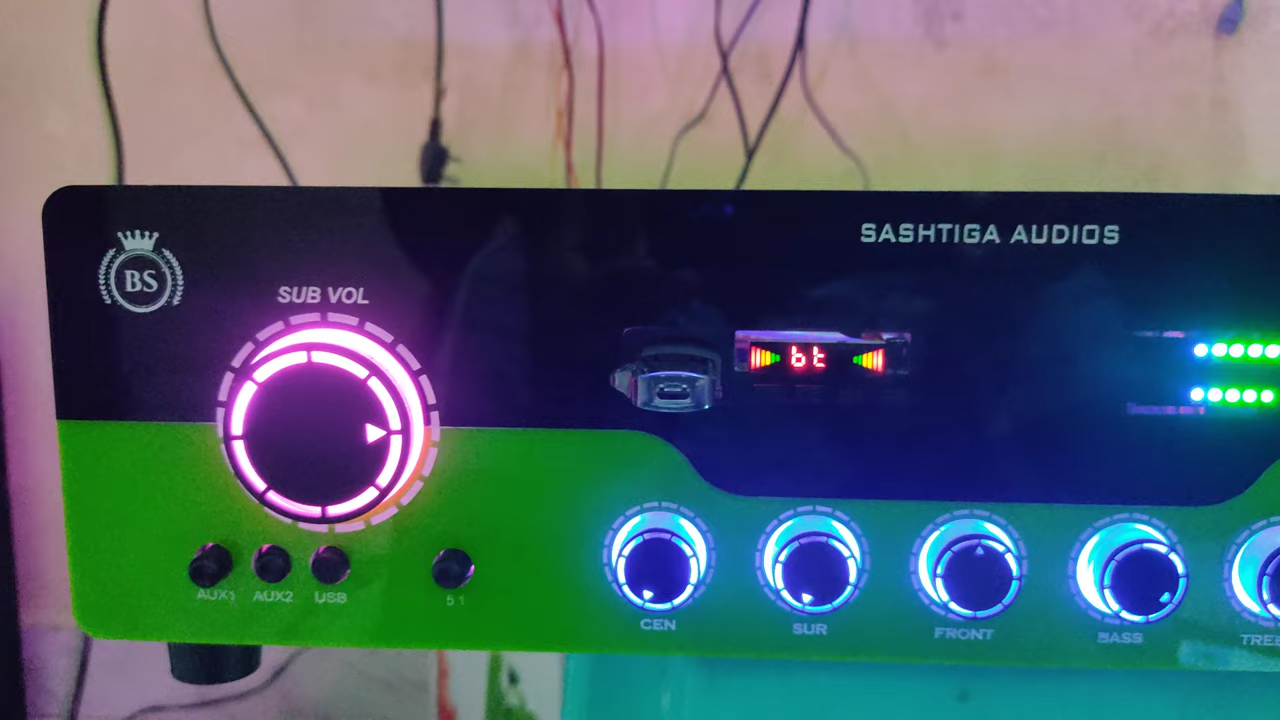 SASHTIGA AUDIOS
BS
SUB VOL
bt
AUX1 AUX2 USB 5 1
CEN SUR FRONT BASS